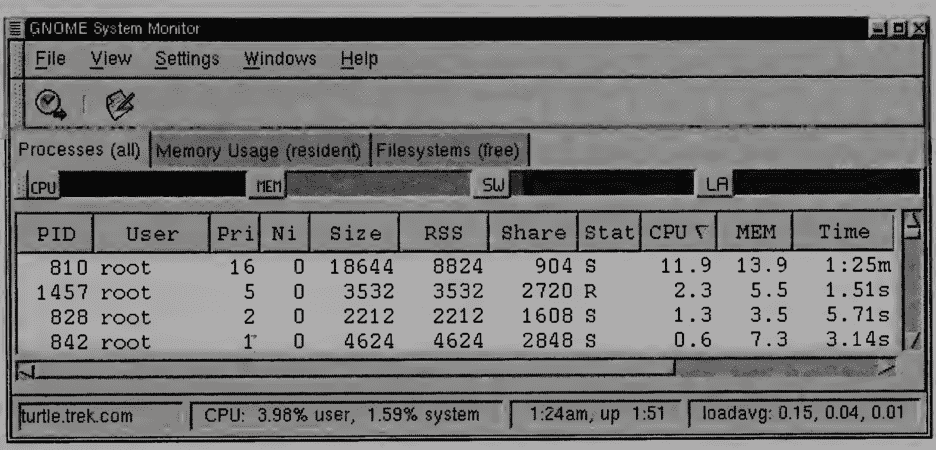 GNOME System Monitor
File View Settings Windows Help
Processes (all) Memory Usage (resident) Filesystems (free)
CPU MEM SW LA
PID User Pri Ni Size RSS Share Stat CPU MEM Time
810 root 16 0 18644 8824 904 S 11.9 13.9 1:25m
1457 root 5 0 3532 3532 2720 R 2.3 5.5 1.51s
828 root 2 0 2212 2212 1608 S 1.3 3.5 5.71s
842 root 1 0 4624 4624 2848 S 0.6 7.3 3.14s
turtle.trek.com CPU: 3.98% user, 1.59% system 1:24am, up 1:51 loadavg: 0.15, 0.04, 0.01